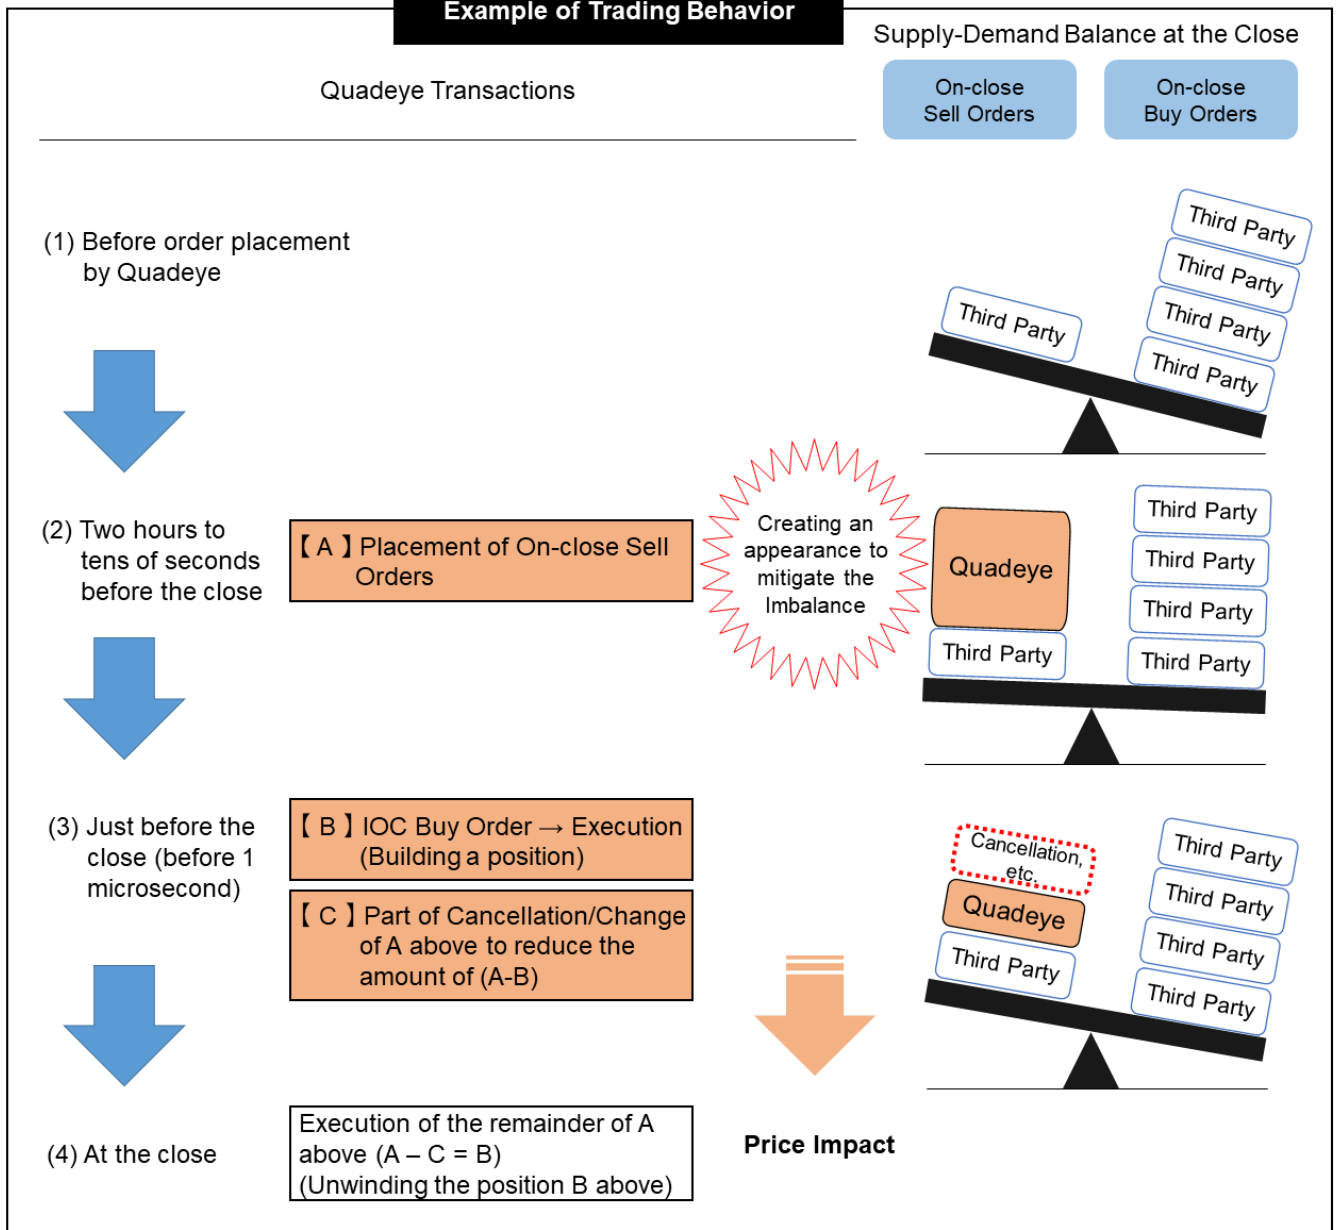 Example of Trading Behavior
Supply-Demand Balance at the Close
Quadeye Transactions
On-close
Sell Orders
On-close
Buy Orders
(1) Before order placement
by Quadeye
Third Party
Third Party
Third Party
Third Party
Third Party
(2) Two hours to
tens of seconds
before the close
【 A 】 Placement of On-close Sell
Orders
Creating an
appearance to
mitigate the
Imbalance
Quadeye
Third Party
Third Party
Third Party
Third Party
Third Party
(3) Just before the
close (before 1
microsecond)
【 B 】 IOC Buy Order → Execution
(Building a position)
【 C 】 Part of Cancellation/Change
of A above to reduce the
amount of (A-B)
Cancellation,
etc.
Quadeye
Third Party
Third Party
Third Party
Third Party
Third Party
(4) At the close
Execution of the remainder of A
above (A – C = B)
(Unwinding the position B above)
Price Impact